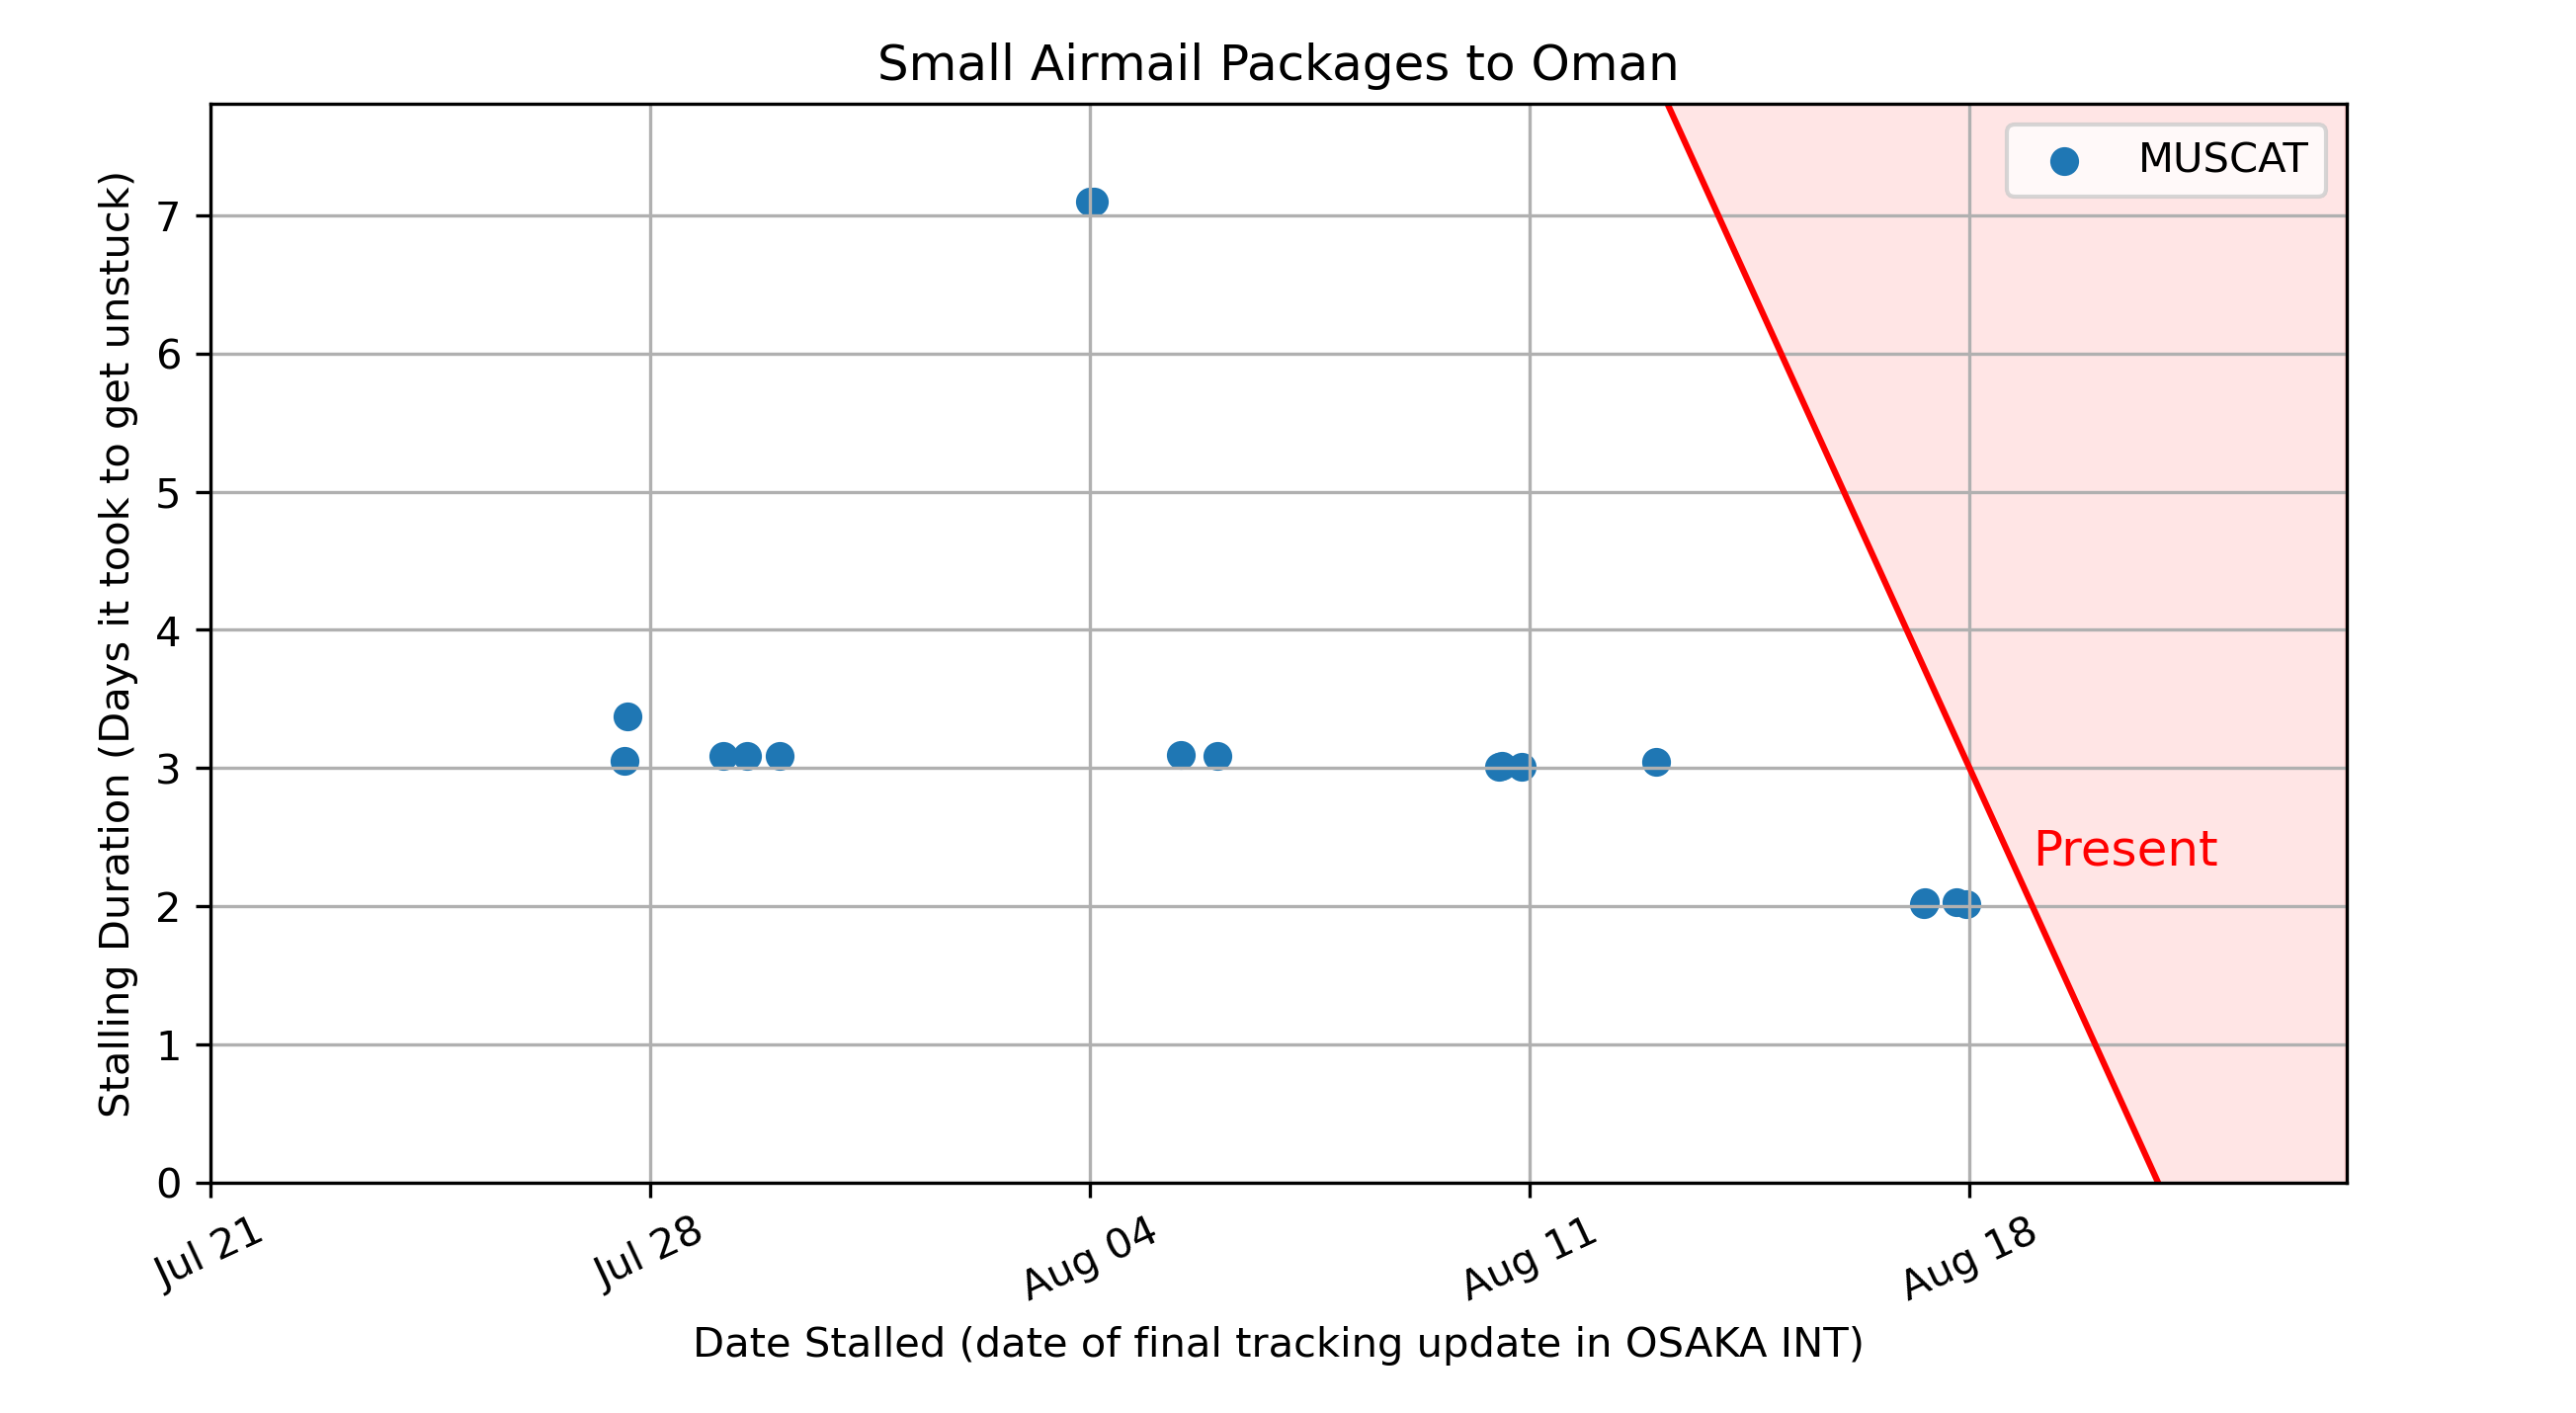 Small Airmail Packages to Oman
MUSCAT
Stalling Duration (Days it took to get unstuck)
7
6
5
4
3
2
1
0
Present
Jul 21
Jul 28
Aug 04
Aug 11
Aug 18
Date Stalled (date of final tracking update in OSAKA INT)